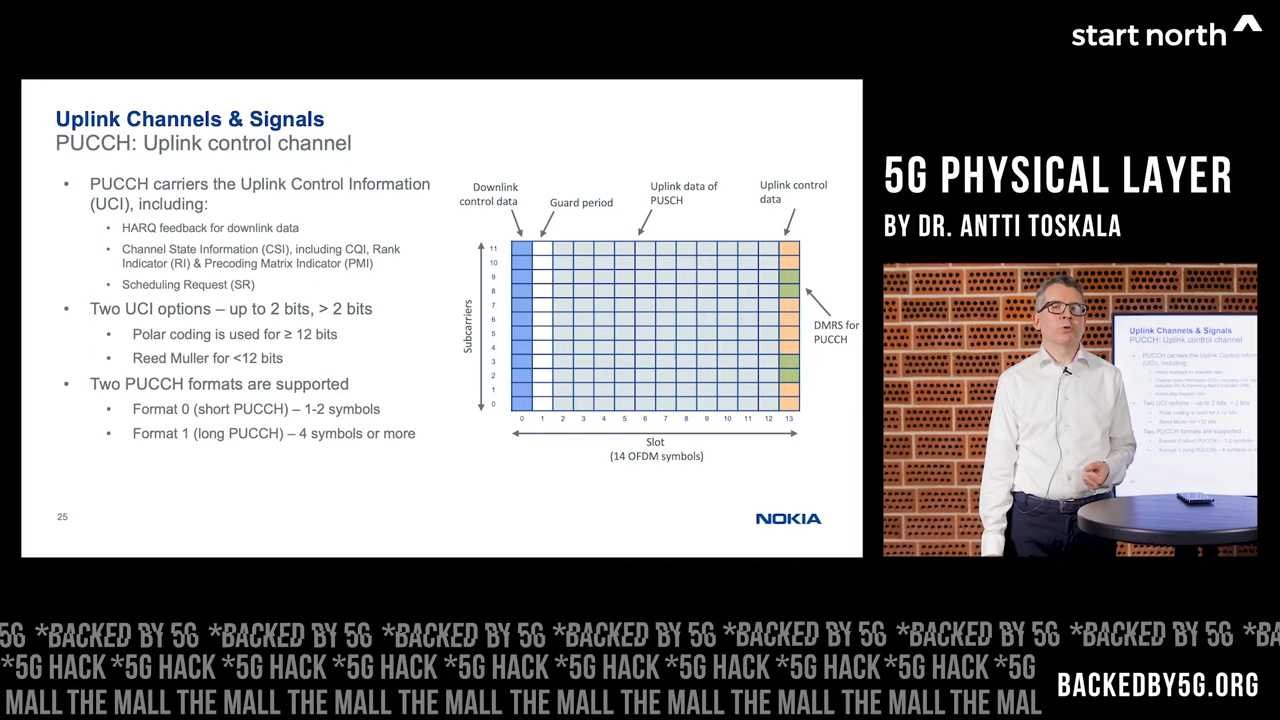 start north
Uplink Channels & Signals
PUCCH: Uplink control channel
• PUCCH carriers the Uplink Control Information
(UCI), including:
• HARQ feedback for downlink data
• Channel State Information (CSI), including CQI, Rank
Indicator (RI) & Precoding Matrix Indicator (PMI)
• Scheduling Request (SR)
• Two UCI options – up to 2 bits, > 2 bits
• Polar coding is used for ≥ 12 bits
• Reed Muller for <12 bits
• Two PUCCH formats are supported
• Format 0 (short PUCCH) – 1-2 symbols
• Format 1 (long PUCCH) – 4 symbols or more
Downlink
control data
Guard period
Uplink data of
PUSCH
Uplink control
data
Subcarriers
11
10
9
8
7
6
5
4
3
2
1
0
0 1 2 3 4 5 6 7 8 9 10 11 12 13
DMRS for
PUCCH
Slot
(14 OFDM symbols)
25
NOKIA
5G PHYSICAL LAYER
BY DR. ANTTI TOSKALA
Uplink Channels & Signals
PUCCH: Uplink control channel
5G *BACKED BY 5G *BACKED BY 5G *BACKED BY 5G *BACKED BY 5G *BACKED BY 5G *BACKED BY 5G *BACKED BY 5G *BA
*5G HACK *5G HACK *5G HACK *5G HACK *5G HACK *5G HACK *5G HACK *5G HACK *5G HACK *5G
MALL THE MALL THE MALL THE MALL THE MALL THE MALL THE MALL THE MAL
BACKEDBY5G.ORG